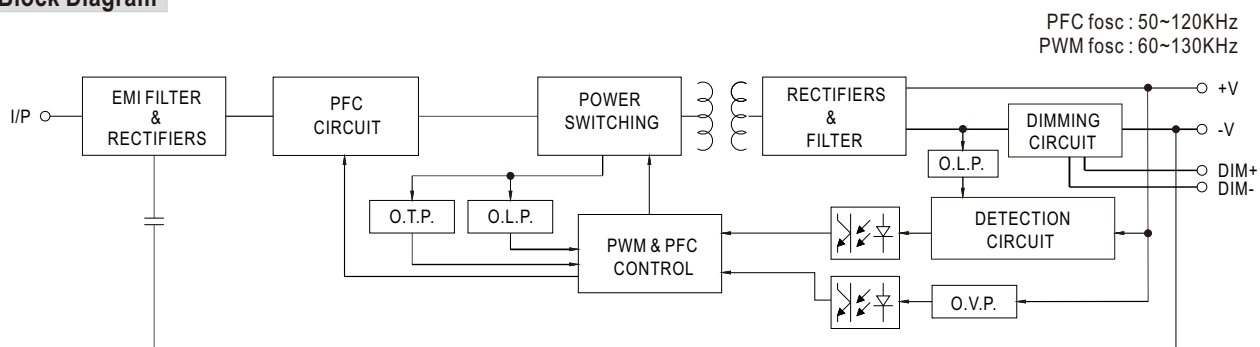 Block Diagram
PFC fosc : 50~120KHz
PWM fosc : 60~130KHz
I/P
EMI FILTER
&
RECTIFIERS
PFC
CIRCUIT
POWER
SWITCHING
RECTIFIERS
&
FILTER
DIMMING
CIRCUIT
+V
-V
DIM+
DIM-
O.L.P.
O.T.P.
O.L.P.
PWM & PFC
CONTROL
DETECTION
CIRCUIT
O.V.P.